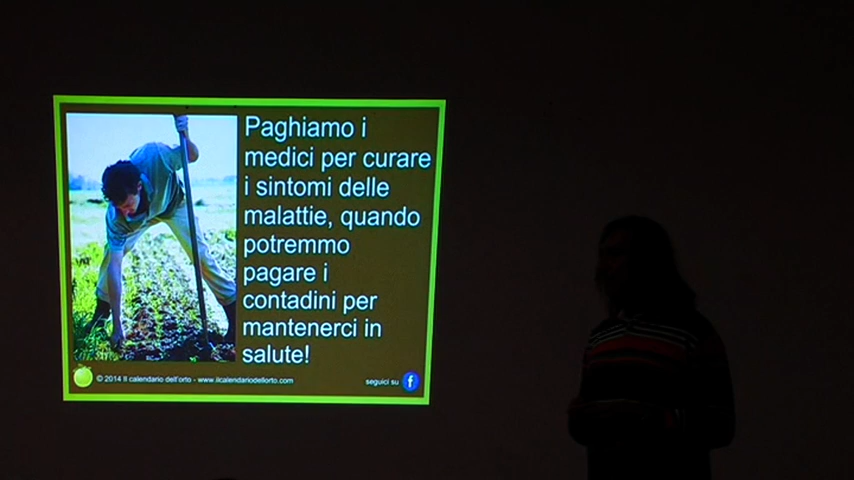 Paghiamo i
medici per curare
i sintomi delle
malattie, quando
potremmo
pagare i
contadini per
mantenerci in
salute!
© 2014 Il calendario dell'orto - www.ilcalendariodellorto.com
seguici su f